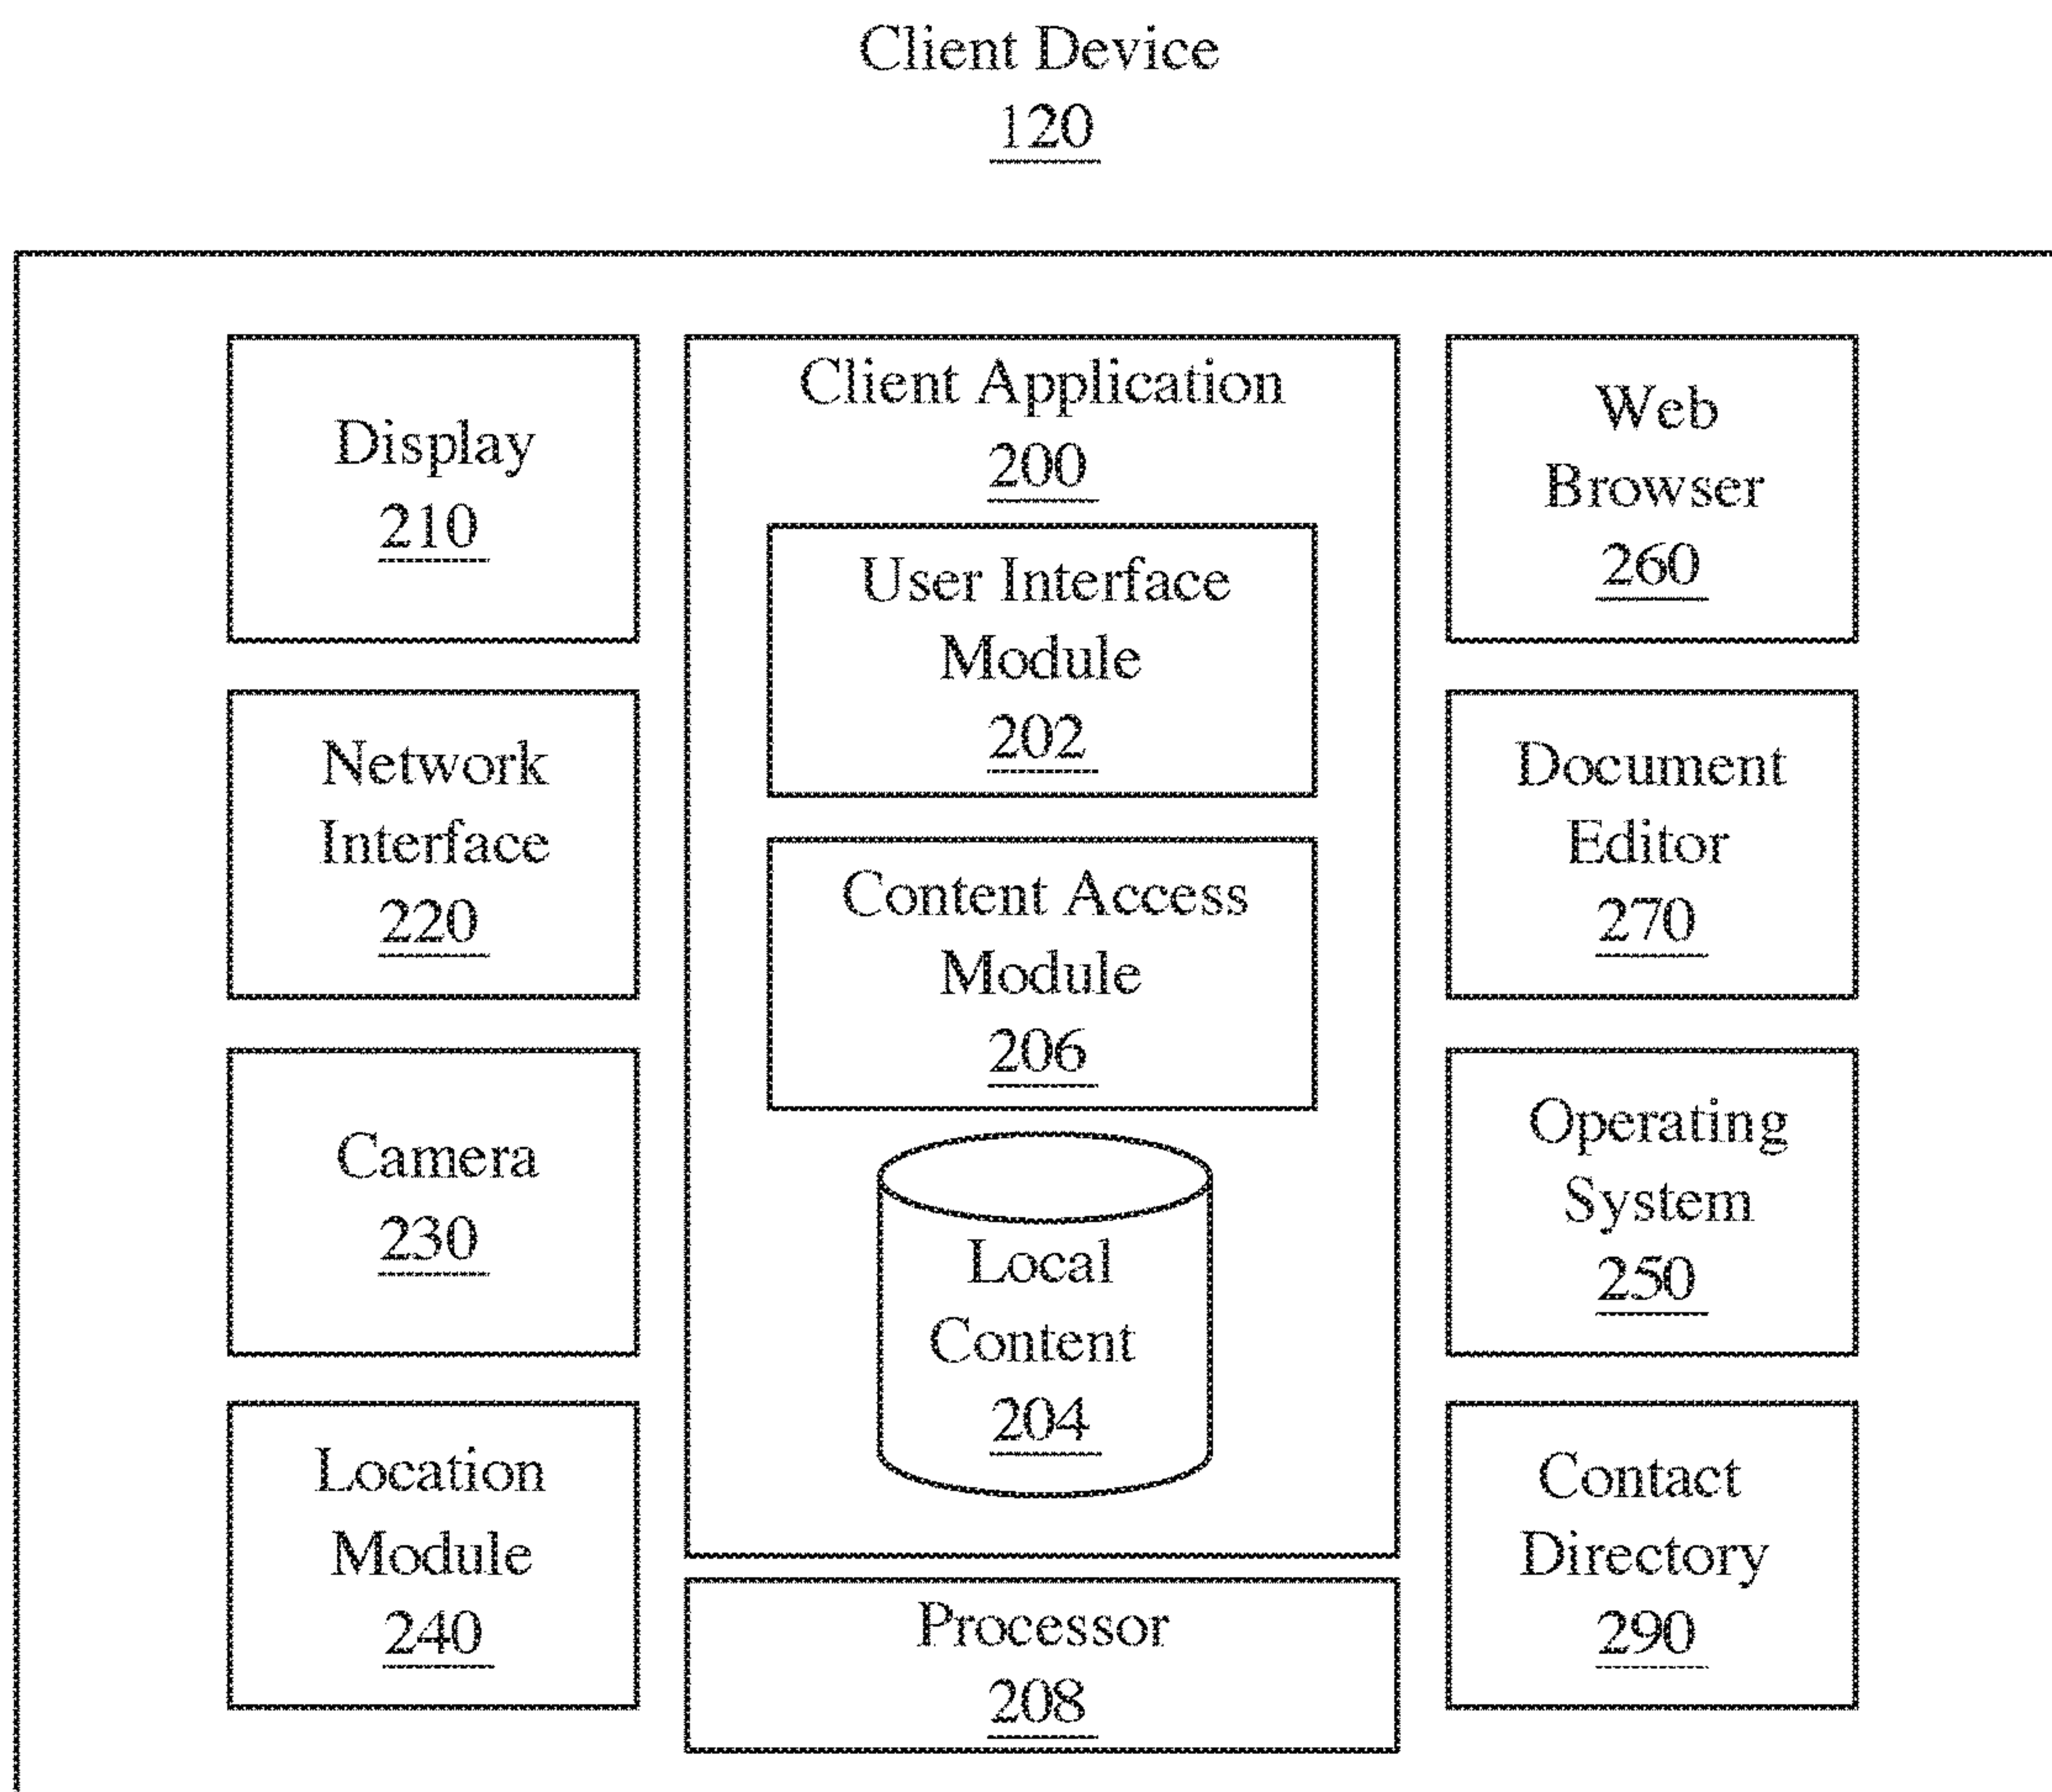 Client Device
120
Display
210
Network
Interface
220
Camera
230
Location
Module
240
Client Application
200
User Interface
Module
202
Content Access
Module
206
Local
Content
204
Processor
208
Web
Browser
260
Document
Editor
270
Operating
System
250
Contact
Directory
290